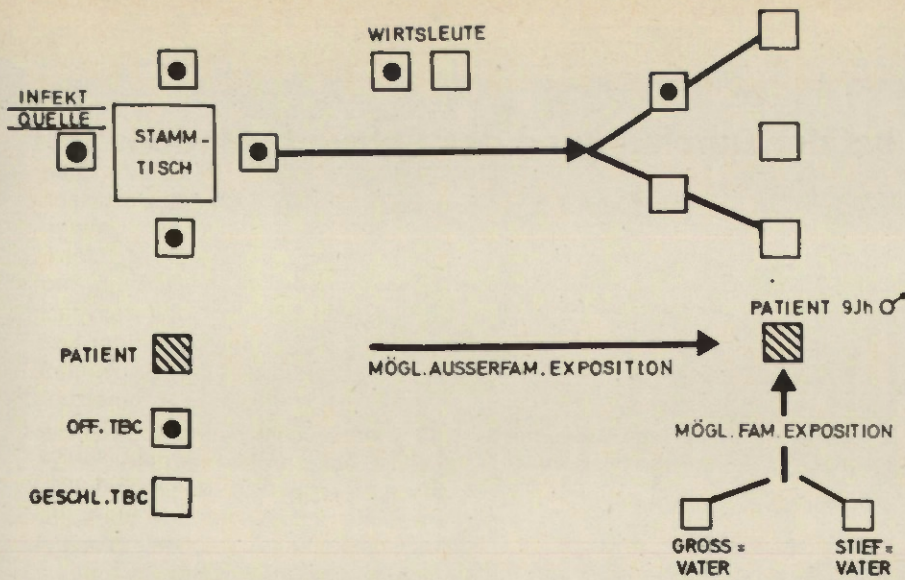 WIRTSLEUTE
INFEKT
QUELLE
STAMM-
TISCH
PATIENT 9Jh ♂
PATIENT
MÖGL.AUSSERFAM.EXPOSITION
OFF.TBC
MÖGL.FAM.EXPOSITION
GESCHL.TBC
GROSS=
VATER
STIEF=
VATER